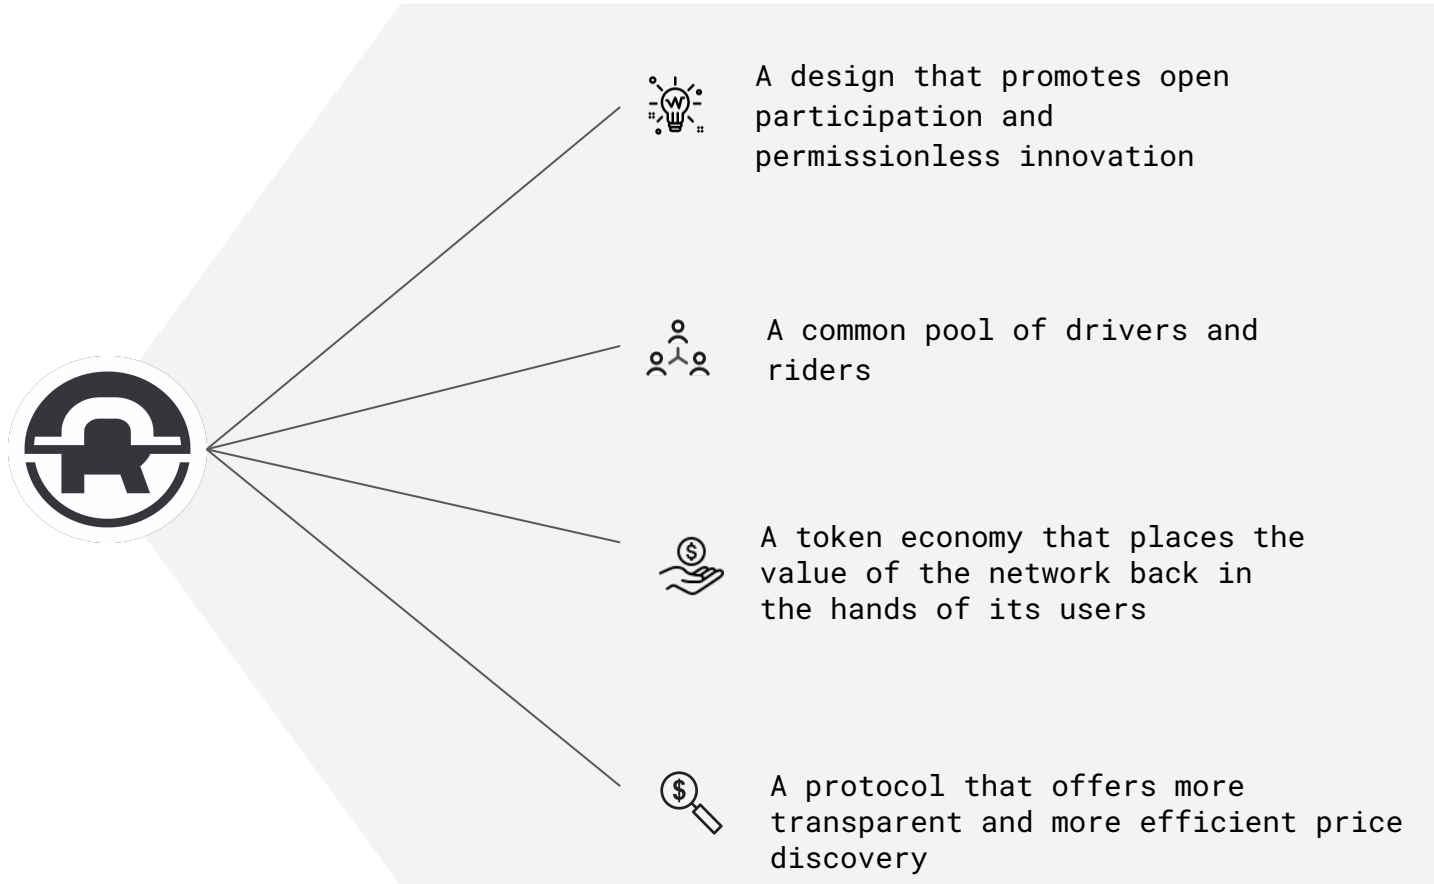 A design that promotes open
participation and
permissionless innovation
A common pool of drivers and
riders
R
A token economy that places the
value of the network back in
the hands of its users
A protocol that offers more
transparent and more efficient price
discovery